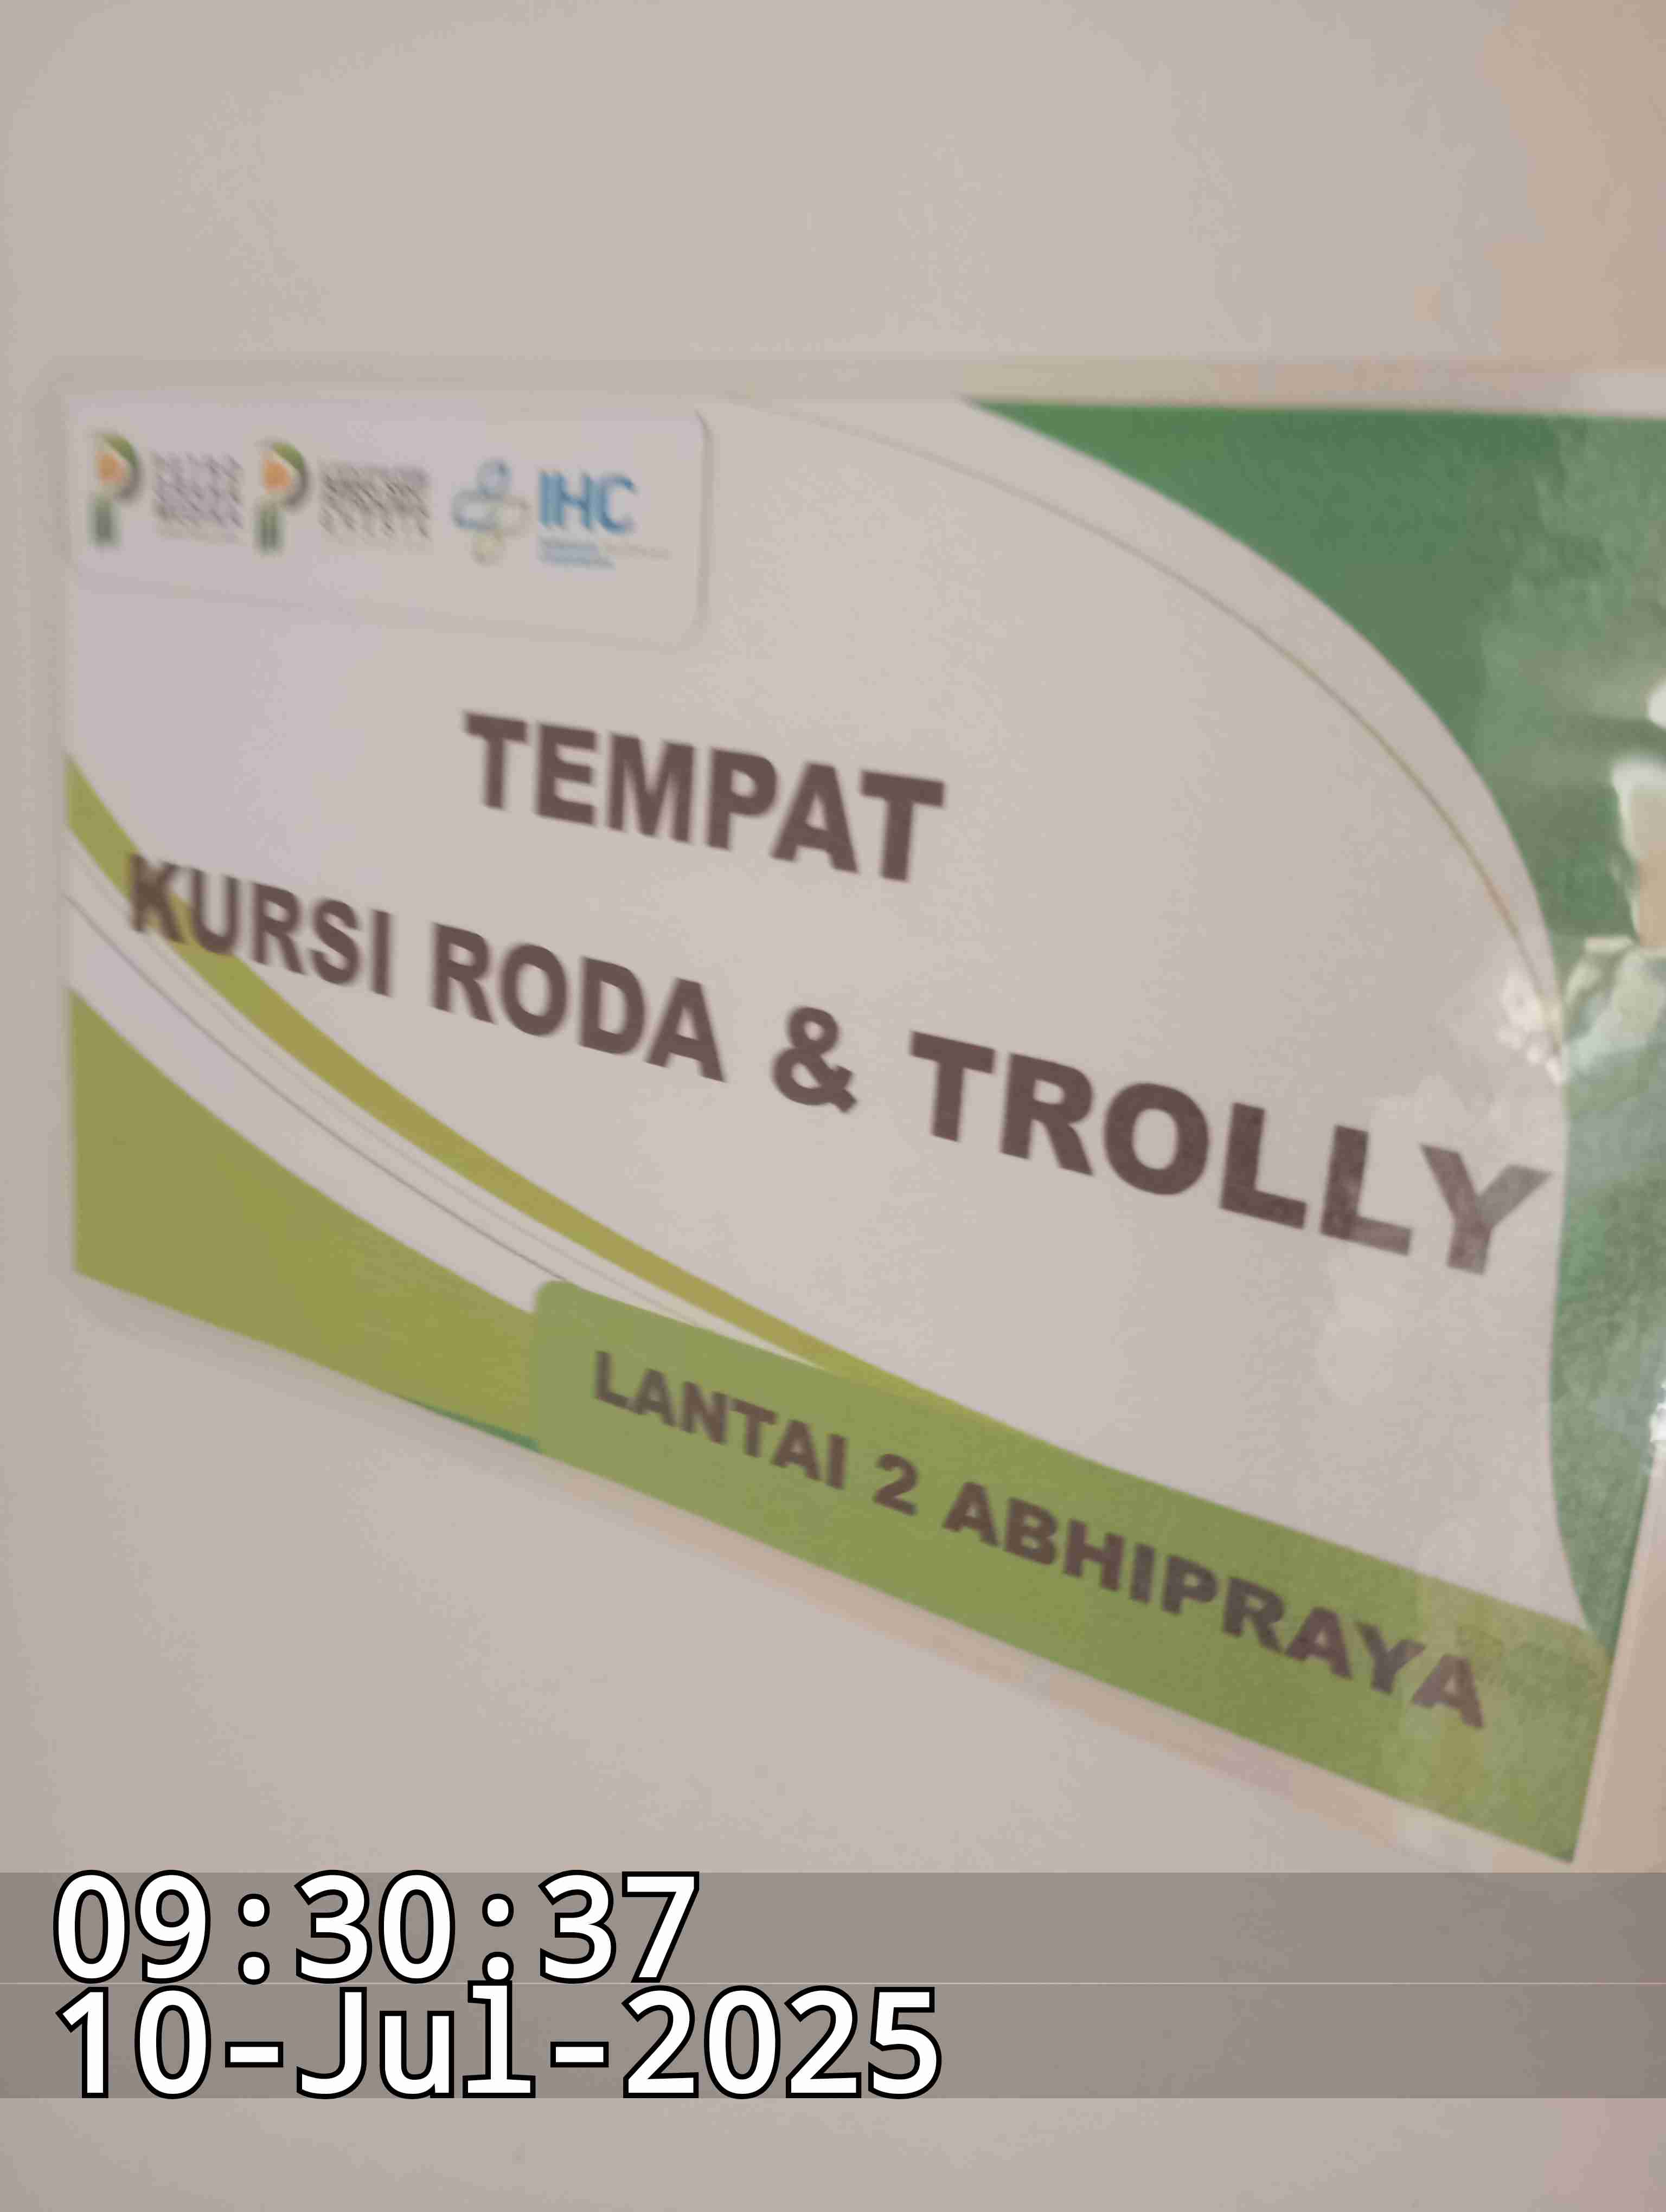 IHC
TEMPAT
KURSI RODA & TROLLY
LANTAI 2 ABHIPRAYA
09:30:37
10-Jul-2025